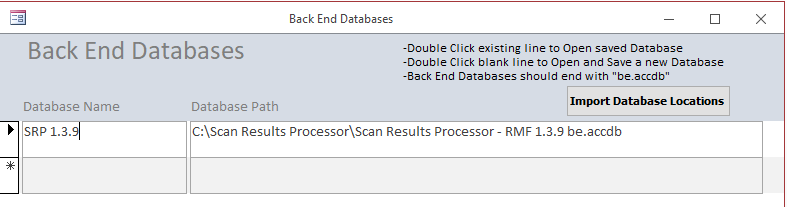 Back End Databases
Back End Databases
-Double Click existing line to Open saved Database
-Double Click blank line to Open and Save a new Database
-Back End Databases should end with "be.accdb"
Import Database Locations
Database Name Database Path
SRP 1.3.9 C:\Scan Results Processor\Scan Results Processor - RMF 1.3.9 be.accdb